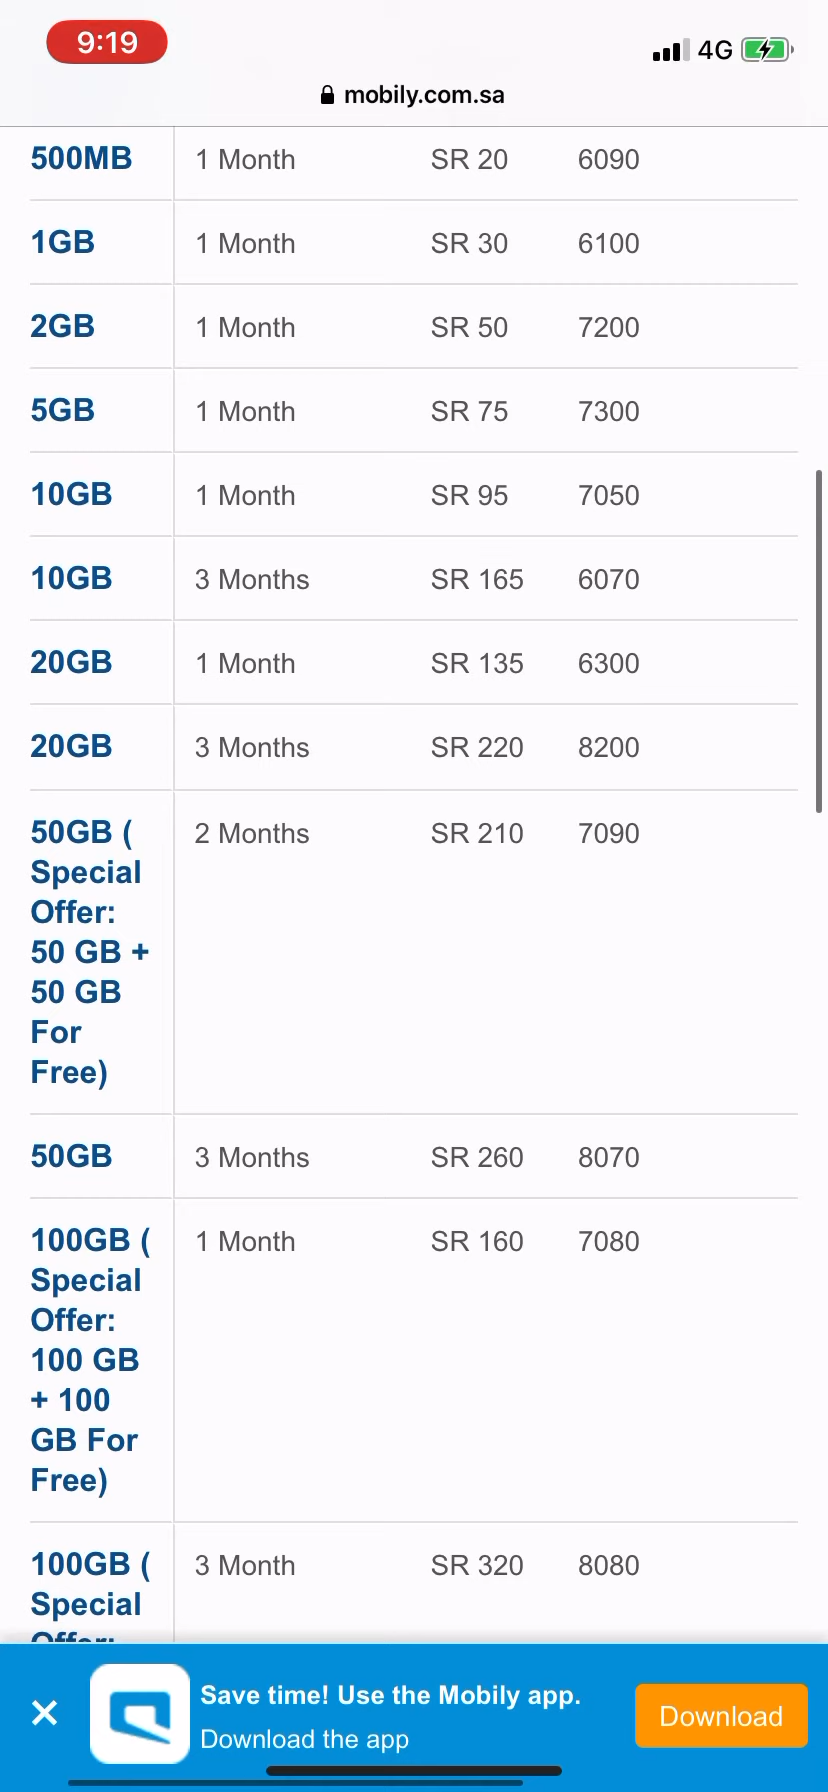 9:19
4G
mobily.com.sa
500MB 1 Month SR 20 6090
1GB 1 Month SR 30 6100
2GB 1 Month SR 50 7200
5GB 1 Month SR 75 7300
10GB 1 Month SR 95 7050
10GB 3 Months SR 165 6070
20GB 1 Month SR 135 6300
20GB 3 Months SR 220 8200
50GB ( 2 Months SR 210 7090
Special
Offer:
50 GB +
50 GB
For
Free)
50GB 3 Months SR 260 8070
100GB ( 1 Month SR 160 7080
Special
Offer:
100 GB
+ 100
GB For
Free)
100GB ( 3 Month SR 320 8080
Special
Offer:
Save time! Use the Mobily app.
Download the app
Download